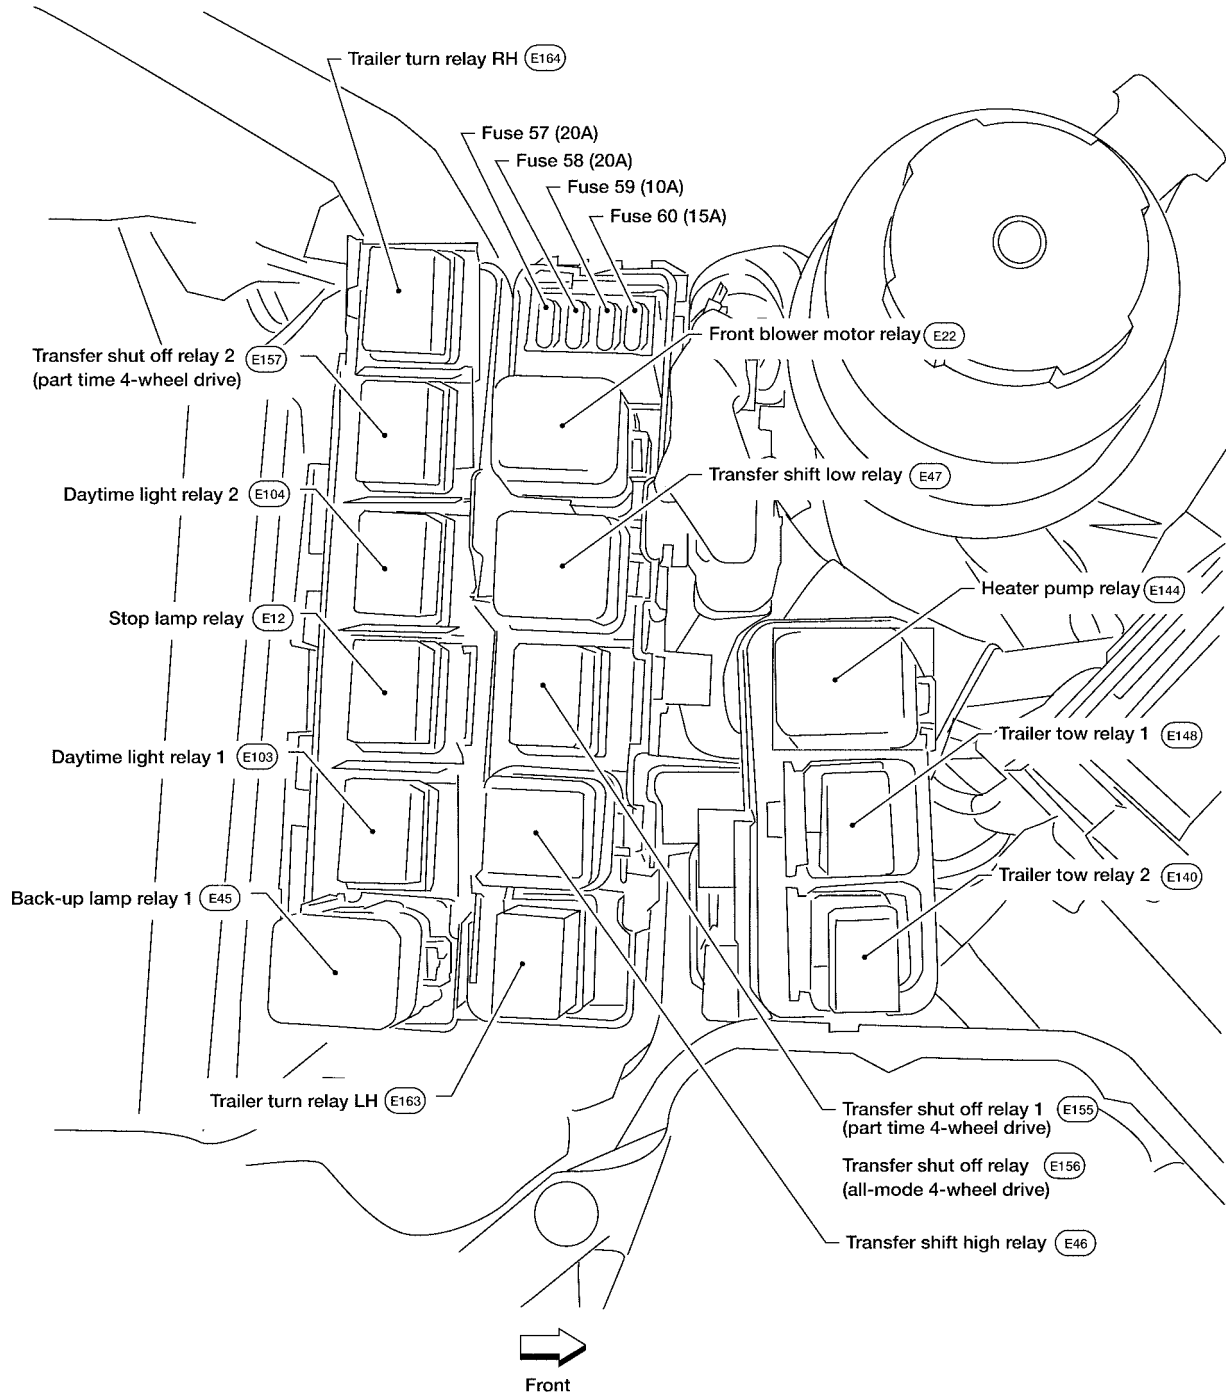 Trailer turn relay RH E164
Fuse 57 (20A)
Fuse 58 (20A)
Fuse 59 (10A)
Fuse 60 (15A)
Front blower motor relay E22
Transfer shut off relay 2 E157
(part time 4-wheel drive)
Transfer shift low relay E47
Daytime light relay 2 E104
Heater pump relay E144
Stop lamp relay E12
Trailer tow relay 1 E148
Daytime light relay 1 E103
Trailer tow relay 2 E140
Back-up lamp relay 1 E45
Trailer turn relay LH E163
Transfer shut off relay 1 E155
(part time 4-wheel drive)
Transfer shut off relay E156
(all-mode 4-wheel drive)
Transfer shift high relay E46
Front